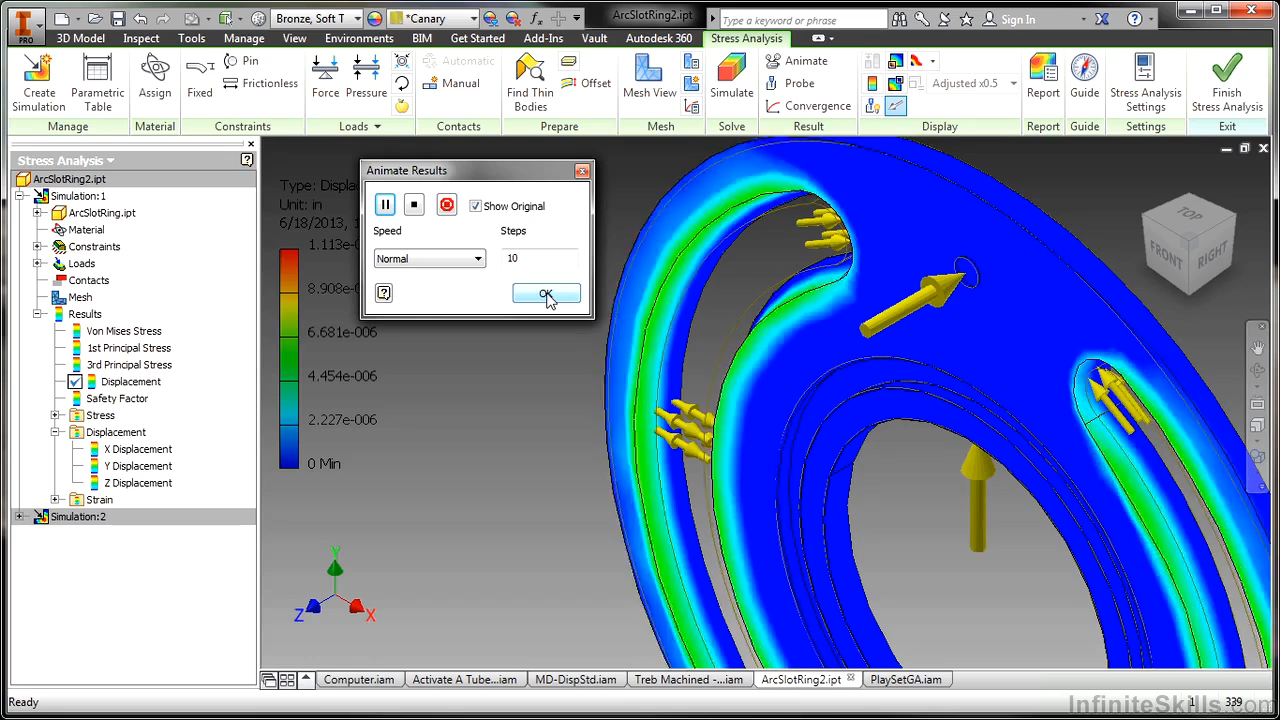 PRO
Bronze, Soft T
*Canary
ArcSlotRing2.ipt
Type a keyword or phrase
Sign In
3D Model
Inspect
Tools
Manage
View
Environments
BIM
Get Started
Add-Ins
Vault
Autodesk 360
Stress Analysis
Create Simulation
Parametric Table
Assign
Pin
Frictionless
Force
Pressure
Automatic
Manual
Find Thin Bodies
Offset
Mesh View
Simulate
Animate
Probe
Convergence
Adjusted x0.5
Report
Guide
Stress Analysis Settings
Finish Stress Analysis
Manage
Material
Constraints
Loads
Contacts
Prepare
Mesh
Solve
Result
Display
Report
Guide
Settings
Exit
Stress Analysis
ArcSlotRing2.ipt
Simulation:1
ArcSlotRing.ipt
Material
Constraints
Loads
Contacts
Mesh
Results
Von Mises Stress
1st Principal Stress
3rd Principal Stress
Displacement
Safety Factor
Stress
Displacement
X Displacement
Y Displacement
Z Displacement
Strain
Simulation:2
Type: Displac
Unit: in
6/18/2013, 1
1.113e
8.908e-006
6.681e-006
4.454e-006
2.227e-006
0 Min
Animate Results
Show Original
Speed
Steps
Normal
10
OK
TOP
FRONT
RIGHT
Y
Z
X
Computer.iam
Activate A Tube...iam
MD-DispStd.iam
Treb Machined -...iam
ArcSlotRing2.ipt
PlaySetGA.iam
Ready
1
339
InfiniteSkills.com